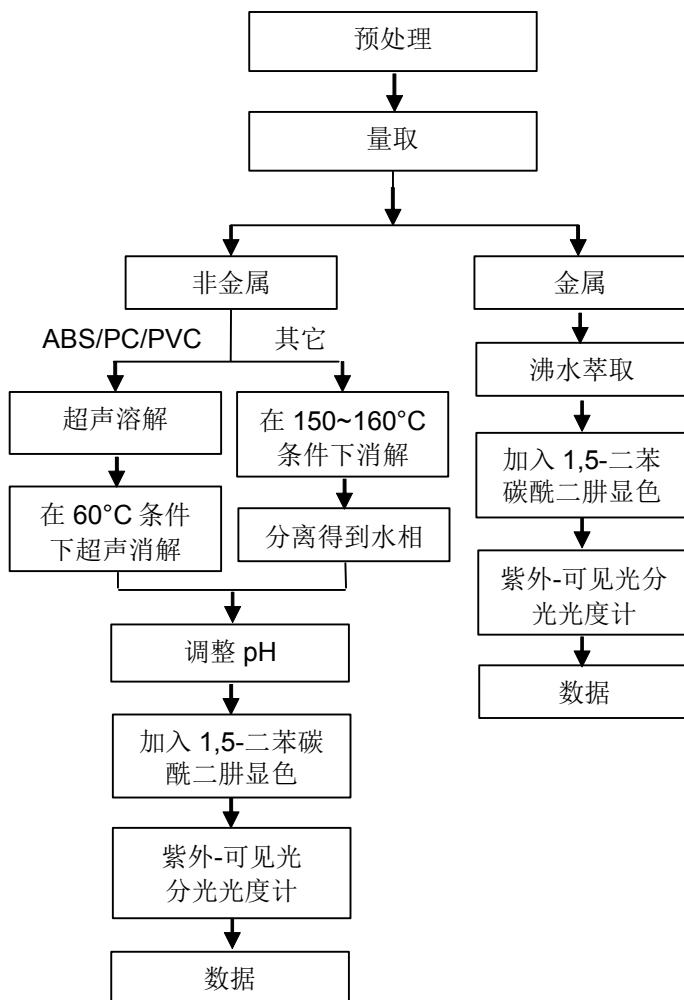 预处理
量取
非金属
金属
ABS/PC/PVC
其它
超声溶解
在 150~160°C
条件下消解
沸水萃取
在 60°C 条件
下超声消解
分离得到水相
加入 1,5-二苯
碳酰二肼显色
紫外-可见光分
光光度计
调整 pH
数据
加入 1,5-二苯碳
酰二肼显色
紫外-可见光
分光光度计
数据